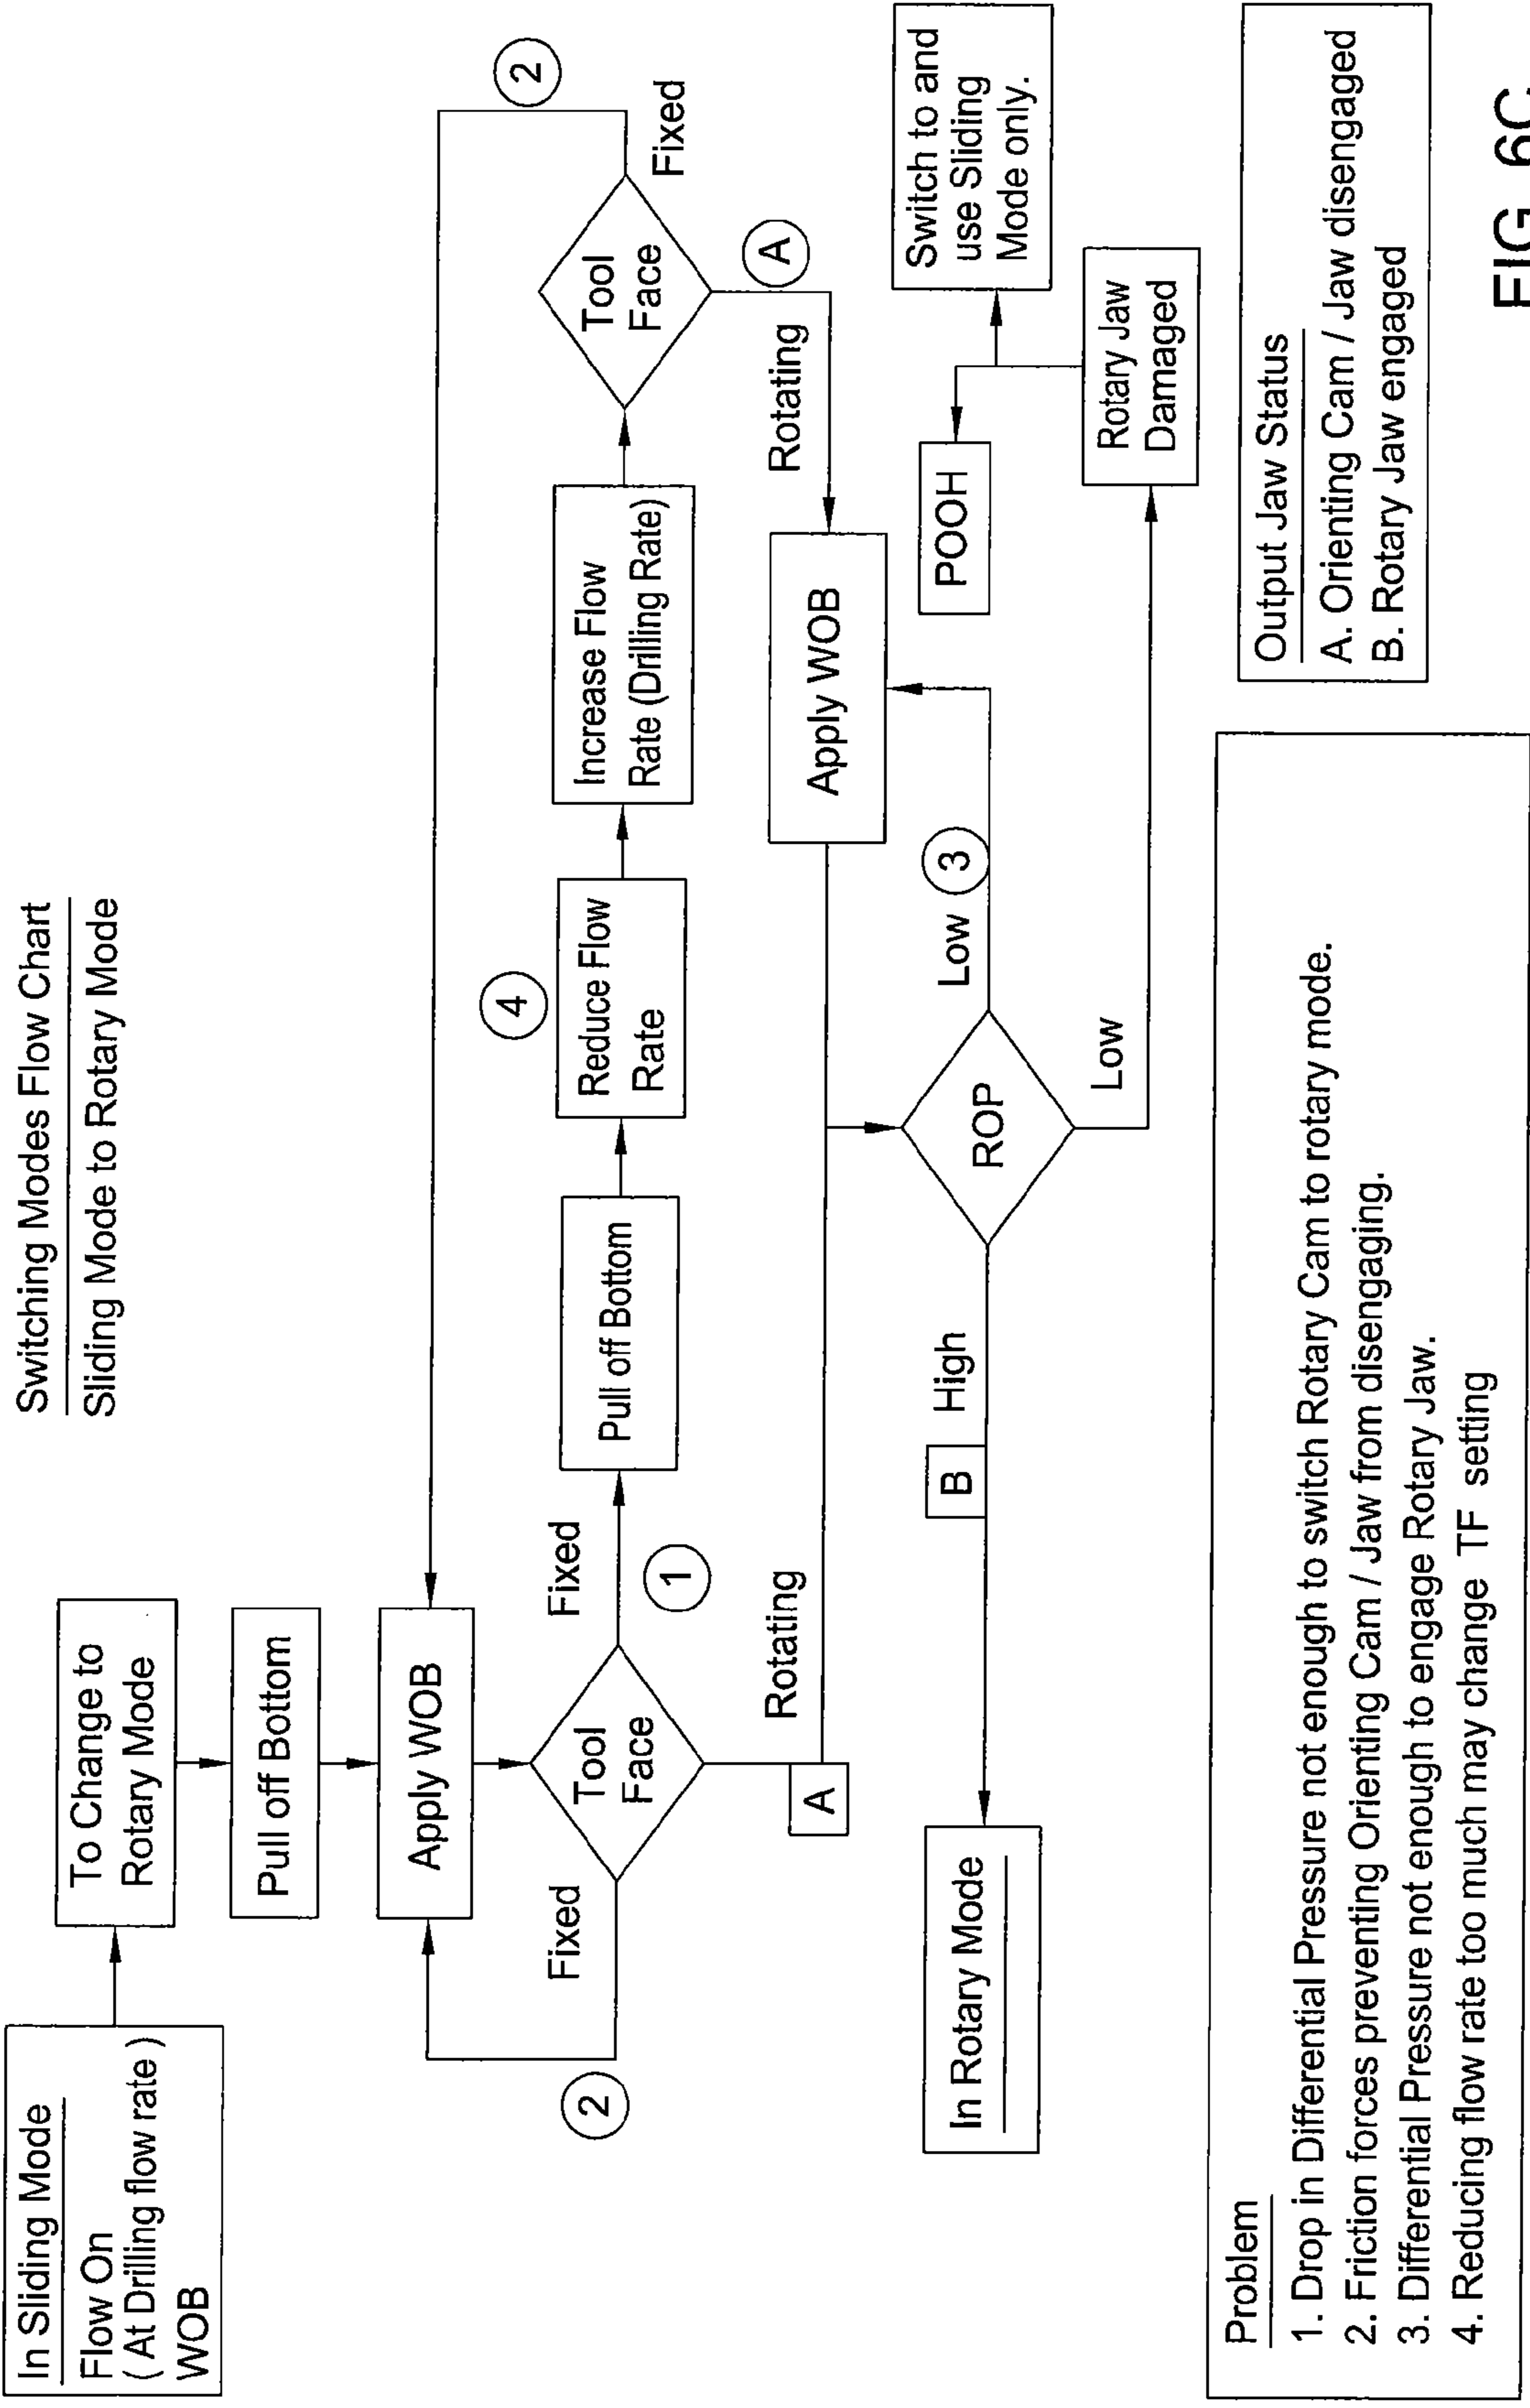 Switching Modes Flow Chart
Sliding Mode to Rotary Mode
In Sliding Mode
Flow On
( At Drilling flow rate )
WOB
To Change to
Rotary Mode
Pull off Bottom
Apply WOB
Tool
Face
Fixed
2
Fixed
1
Pull off Bottom
4
Reduce Flow
Rate
Increase Flow
Rate (Drilling Rate)
Tool
Face
2
Fixed
A
Rotating
A
Rotating
Apply WOB
ROP
Low
3
Low
High
B
In Rotary Mode
POOH
Switch to and
use Sliding
Mode only.
Rotary Jaw
Damaged
Problem
1. Drop in Differential Pressure not enough to switch Rotary Cam to rotary mode.
2. Friction forces preventing Orienting Cam / Jaw from disengaging.
3. Differential Pressure not enough to engage Rotary Jaw.
4. Reducing flow rate too much may change TF setting
Output Jaw Status
A. Orienting Cam / Jaw disengaged
B. Rotary Jaw engaged
FIG 6C